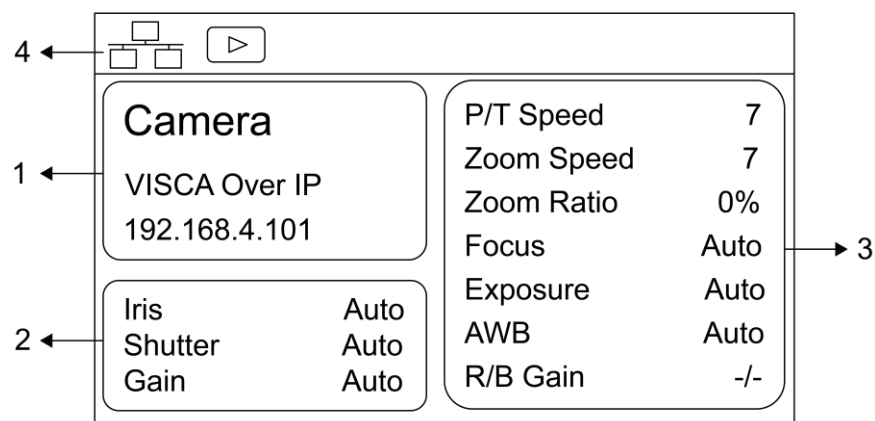 4
1
Camera
VISCA Over IP
192.168.4.101
2
Iris Auto
Shutter Auto
Gain Auto
P/T Speed 7
Zoom Speed 7
Zoom Ratio 0%
Focus Auto
Exposure Auto
AWB Auto
R/B Gain -/-
3